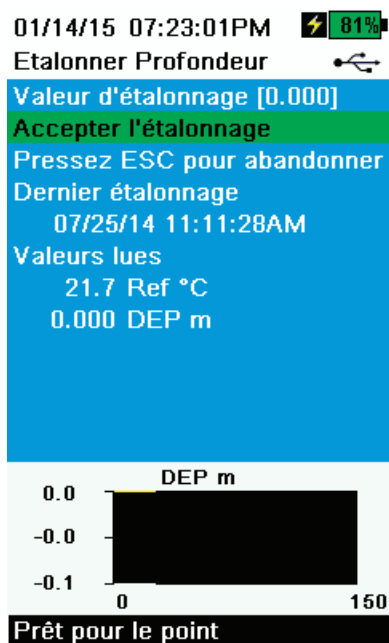 01/14/15 07:23:01PM 81%
Etalonner Profondeur
Valeur d'étalonnage [0.000]
Accepter l'étalonnage
Pressez ESC pour abandonner
Dernier étalonnage
07/25/14 11:11:28AM
Valeurs lues
21.7 Ref °C
0.000 DEP m
DEP m
0.0
-0.0
-0.1
0 150
Prêt pour le point